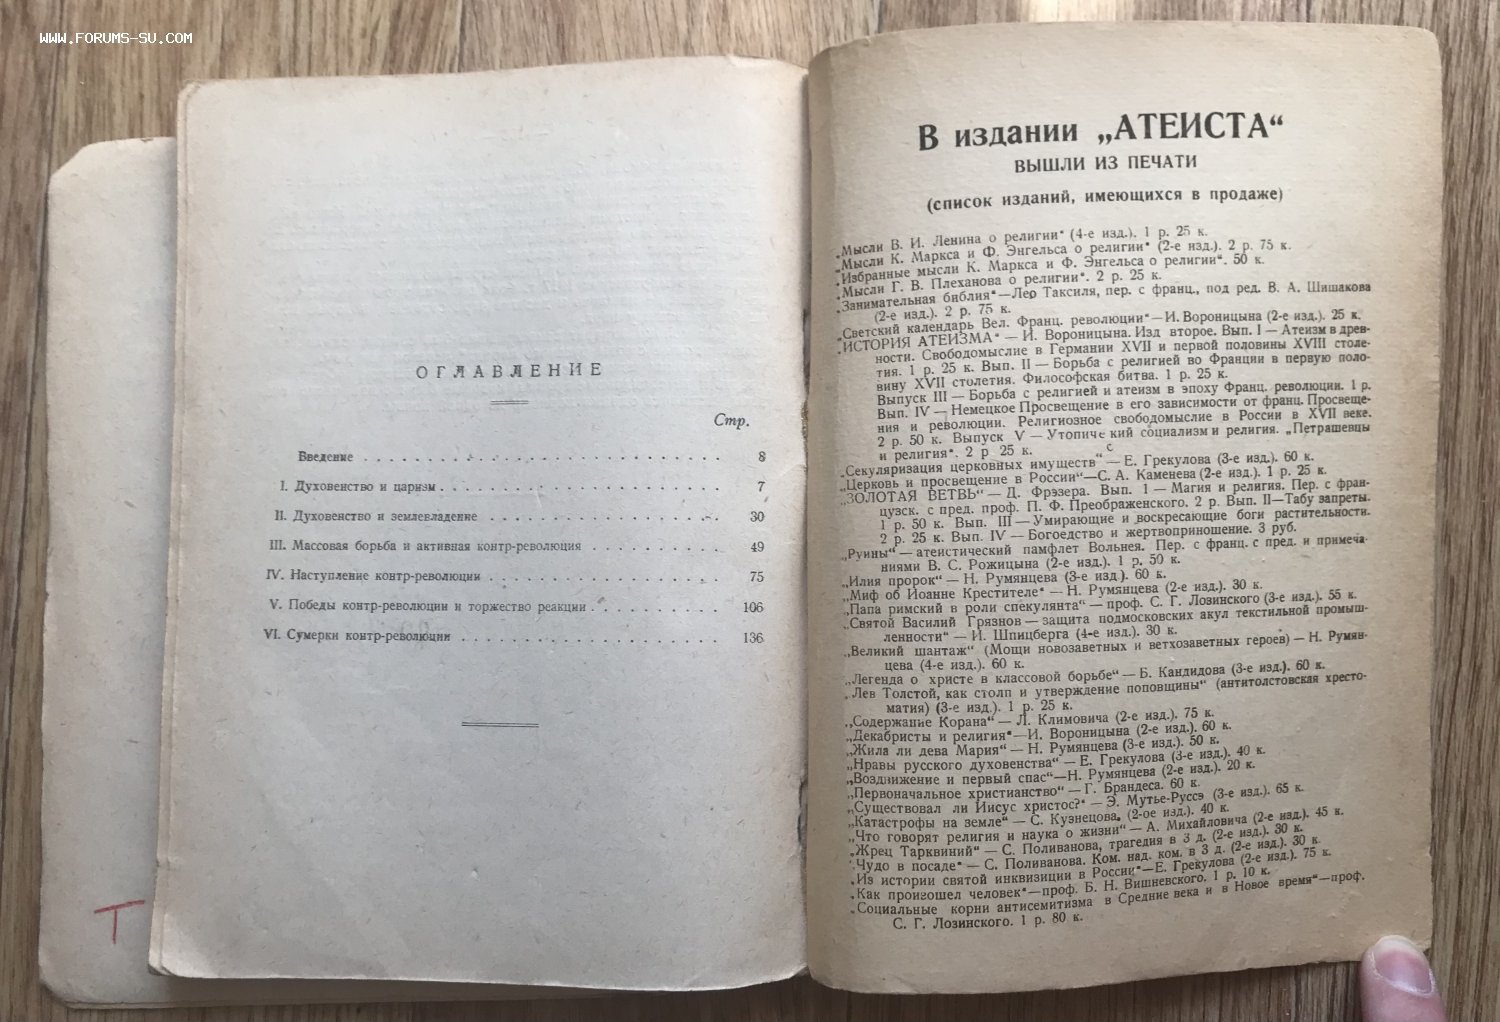 WWW.FORUMS-SU.COM
ОГЛАВЛЕНИЕ
Стр.
Введение . . . 8
I. Духовенство и царизм . . . 7
II. Духовенство и землевладение . . . 30
III. Массовая борьба и активная контр-революция . . . 49
IV. Наступление контр-революции . . . 75
V. Победы контр-революции и торжество реакции . . . 106
VI. Сумерки контр-революции . . . 136
Т
В издании „АТЕИСТА“
ВЫШЛИ ИЗ ПЕЧАТИ
(список изданий, имеющихся в продаже)
„Мысли В. И. Ленина о религии“ (4-е изд.). 1 р. 25 к.
„Мысли К. Маркса и Ф. Энгельса о религии“ (2-е изд.). 2 р. 75 к.
„Избранные мысли К. Маркса и Ф. Энгельса о религии“. 50 к.
„Мысли Г. В. Плеханова о религии“. 2 р. 25 к.
„Занимательная библия“—Лео Таксиля, пер. с франц., под ред. В. А. Шишакова
(2-е изд.). 2 р. 75 к.
„Светский календарь Вел. Франц. революции“—И. Вороницына (2-е изд.). 25 к.
„ИСТОРИЯ АТЕИЗМА“ — И. Вороницына. Изд второе. Вып. I — Атеизм в древ-
ности. Свободомыслие в Германии XVII и первой половины XVIII столе-
тия. 1 р. 25 к. Вып. II — Борьба с религией во Франции в первую поло-
вину XVII столетия. Философская битва. 1 р. 25 к.
Выпуск III — Борьба с религией и атеизм в эпоху Франц. революции. 1 р.
Вып. IV — Немецкое Просвещение в его зависимости от франц. Просвеще-
ния и революции. Религиозное свободомыслие в России в XVII веке.
2 р. 50 к. Выпуск V — Утопиче кий социализм и религия. „Петрашевцы
и религия“. 2 р 25 к. с
„Секуляризация церковных имуществ“ — Е. Грекулова (3-е изд.). 60 к.
„Церковь и просвещение в России“—С. А. Каменева (2-е изд.). 1 р. 25 к.
„ЗОЛОТАЯ ВЕТВЬ“ — Д. Фрэзера. Вып. 1 — Магия и религия. Пер. с фран-
цузск. с пред. проф. П. Ф. Преображенского. 2 р. Вып. II—Табу запреты.
1 р. 50 к. Вып. III — Умирающие и воскресающие боги растительности.
2 р. 25 к. Вып. IV — Богоедство и жертвоприношение. 3 руб.
„Руины“ — атеистический памфлет Вольнея. Пер. с франц. с пред. и примеча-
ниями В. С. Рожицына (2-е изд.). 1 р. 50 к.
„Илия пророк“ — Н. Румянцева (3-е изд.). 60 к.
„Миф об Иоанне Крестителе“ — Н. Румянцева (2-е изд.). 30 к.
„Папа римский в роли спекулянта“ — проф. С. Г. Лозинского (3-е изд.). 55 к.
„Святой Василий Грязнов — защита подмосковских акул текстильной промыш-
ленности“ — И. Шпицберга (4-е изд.). 30 к.
„Великий шантаж“ (Мощи новозаветных и ветхозаветных героев) — Н. Румян-
цева (4-е изд.). 60 к.
„Легенда о христе в классовой борьбе“ — Б. Кандидова (3-е изд.). 60 к.
„Лев Толстой, как столп и утверждение поповщины“ (антитолстовская хресто-
матия) (3-е изд.). 1 р. 25 к.
„Содержание Корана“ — Л. Климовича (2-е изд.). 75 к.
„Декабристы и религия“—И. Вороницына (2-е изд.). 60 к.
„Жила ли дева Мария“ — Н. Румянцева (3-е изд.). 50 к.
„Нравы русского духовенства“ — Е. Грекулова (3-е изд.). 40 к.
„Воздвижение и первый спас“—Н. Румянцева (2-е изд.). 20 к.
„Первоначальное христианство“ — Г. Брандеса. 60 к.
„Существовал ли Иисус христос?“ — Э. Мутье-Руссэ (3-е изд.). 65 к.
„Катастрофы на земле“ — С. Кузнецова, (2-ое изд.). 40 к.
„Что говорят религия и наука о жизни“ — А. Михайловича (2-е изд.). 45 к.
„Жрец Тарквиний“ — С. Поливанова, трагедия в 3 д. (2-е изд.). 30 к.
„Чудо в посаде“ — С. Поливанова. Ком. над. ком. в 3 д. (2-е изд.). 30 к.
„Из истории святой инквизиции в России“—Е. Грекулова (2-е изд.). 75 к.
„Как произошел человек“—проф. Б. Н. Вишневского. 1 р. 10 к.
„Социальные корни антисемитизма в Средние века и в Новое время“—проф.
С. Г. Лозинского. 1 р. 80 к.